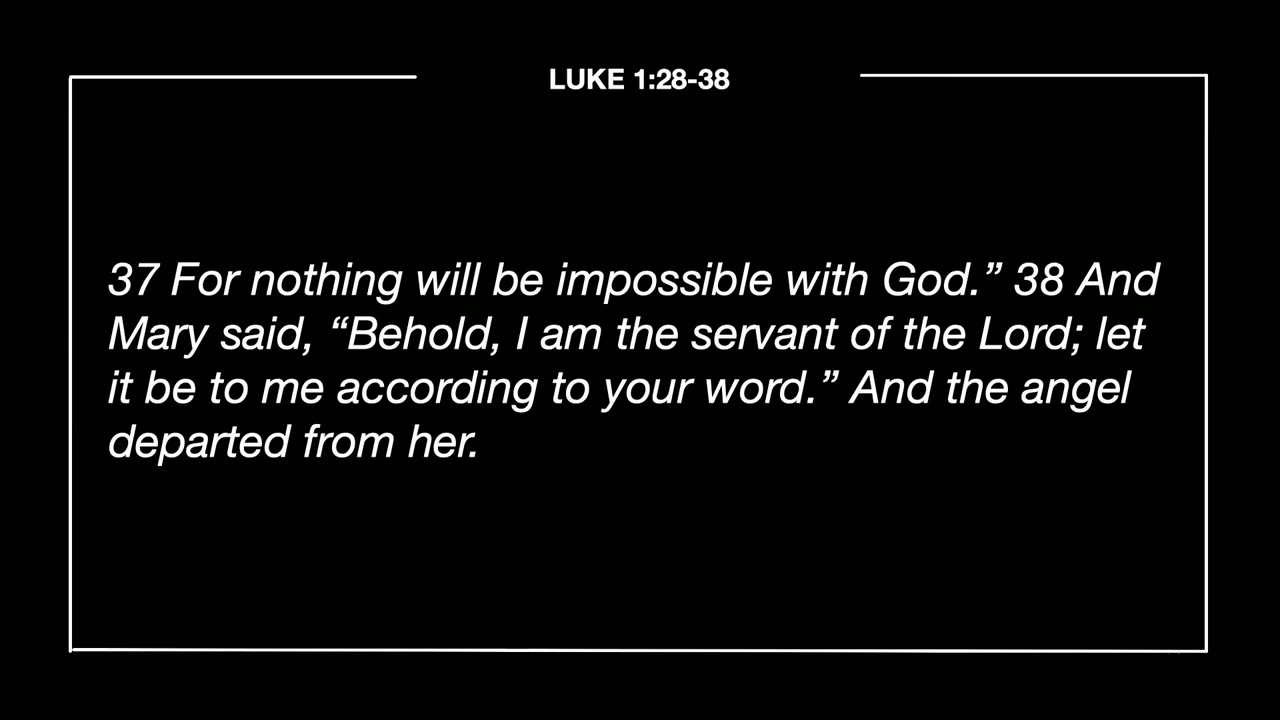 LUKE 1:28-38
37 For nothing will be impossible with God.” 38 And
Mary said, “Behold, I am the servant of the Lord; let
it be to me according to your word.” And the angel
departed from her.